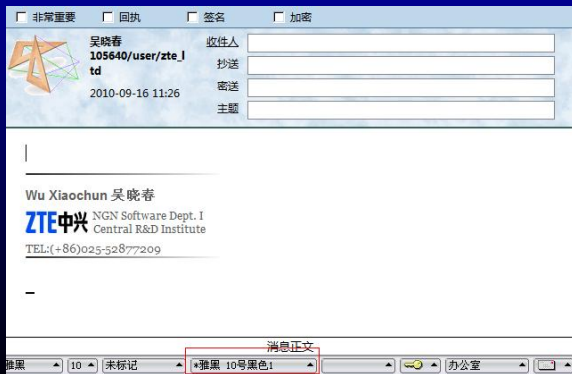 非常重要 回执 签名 加密
吴晓春
105640/user/zte_l
td
2010-09-16 11:26
收件人
抄送
密送
主题
Wu Xiaochun 吴晓春
ZTE中兴 NGN Software Dept. I
Central R&D Institute
TEL:(+86)025-52877209
消息正文
雅黑 10 未标记 *雅黑 10号黑色1 办公室